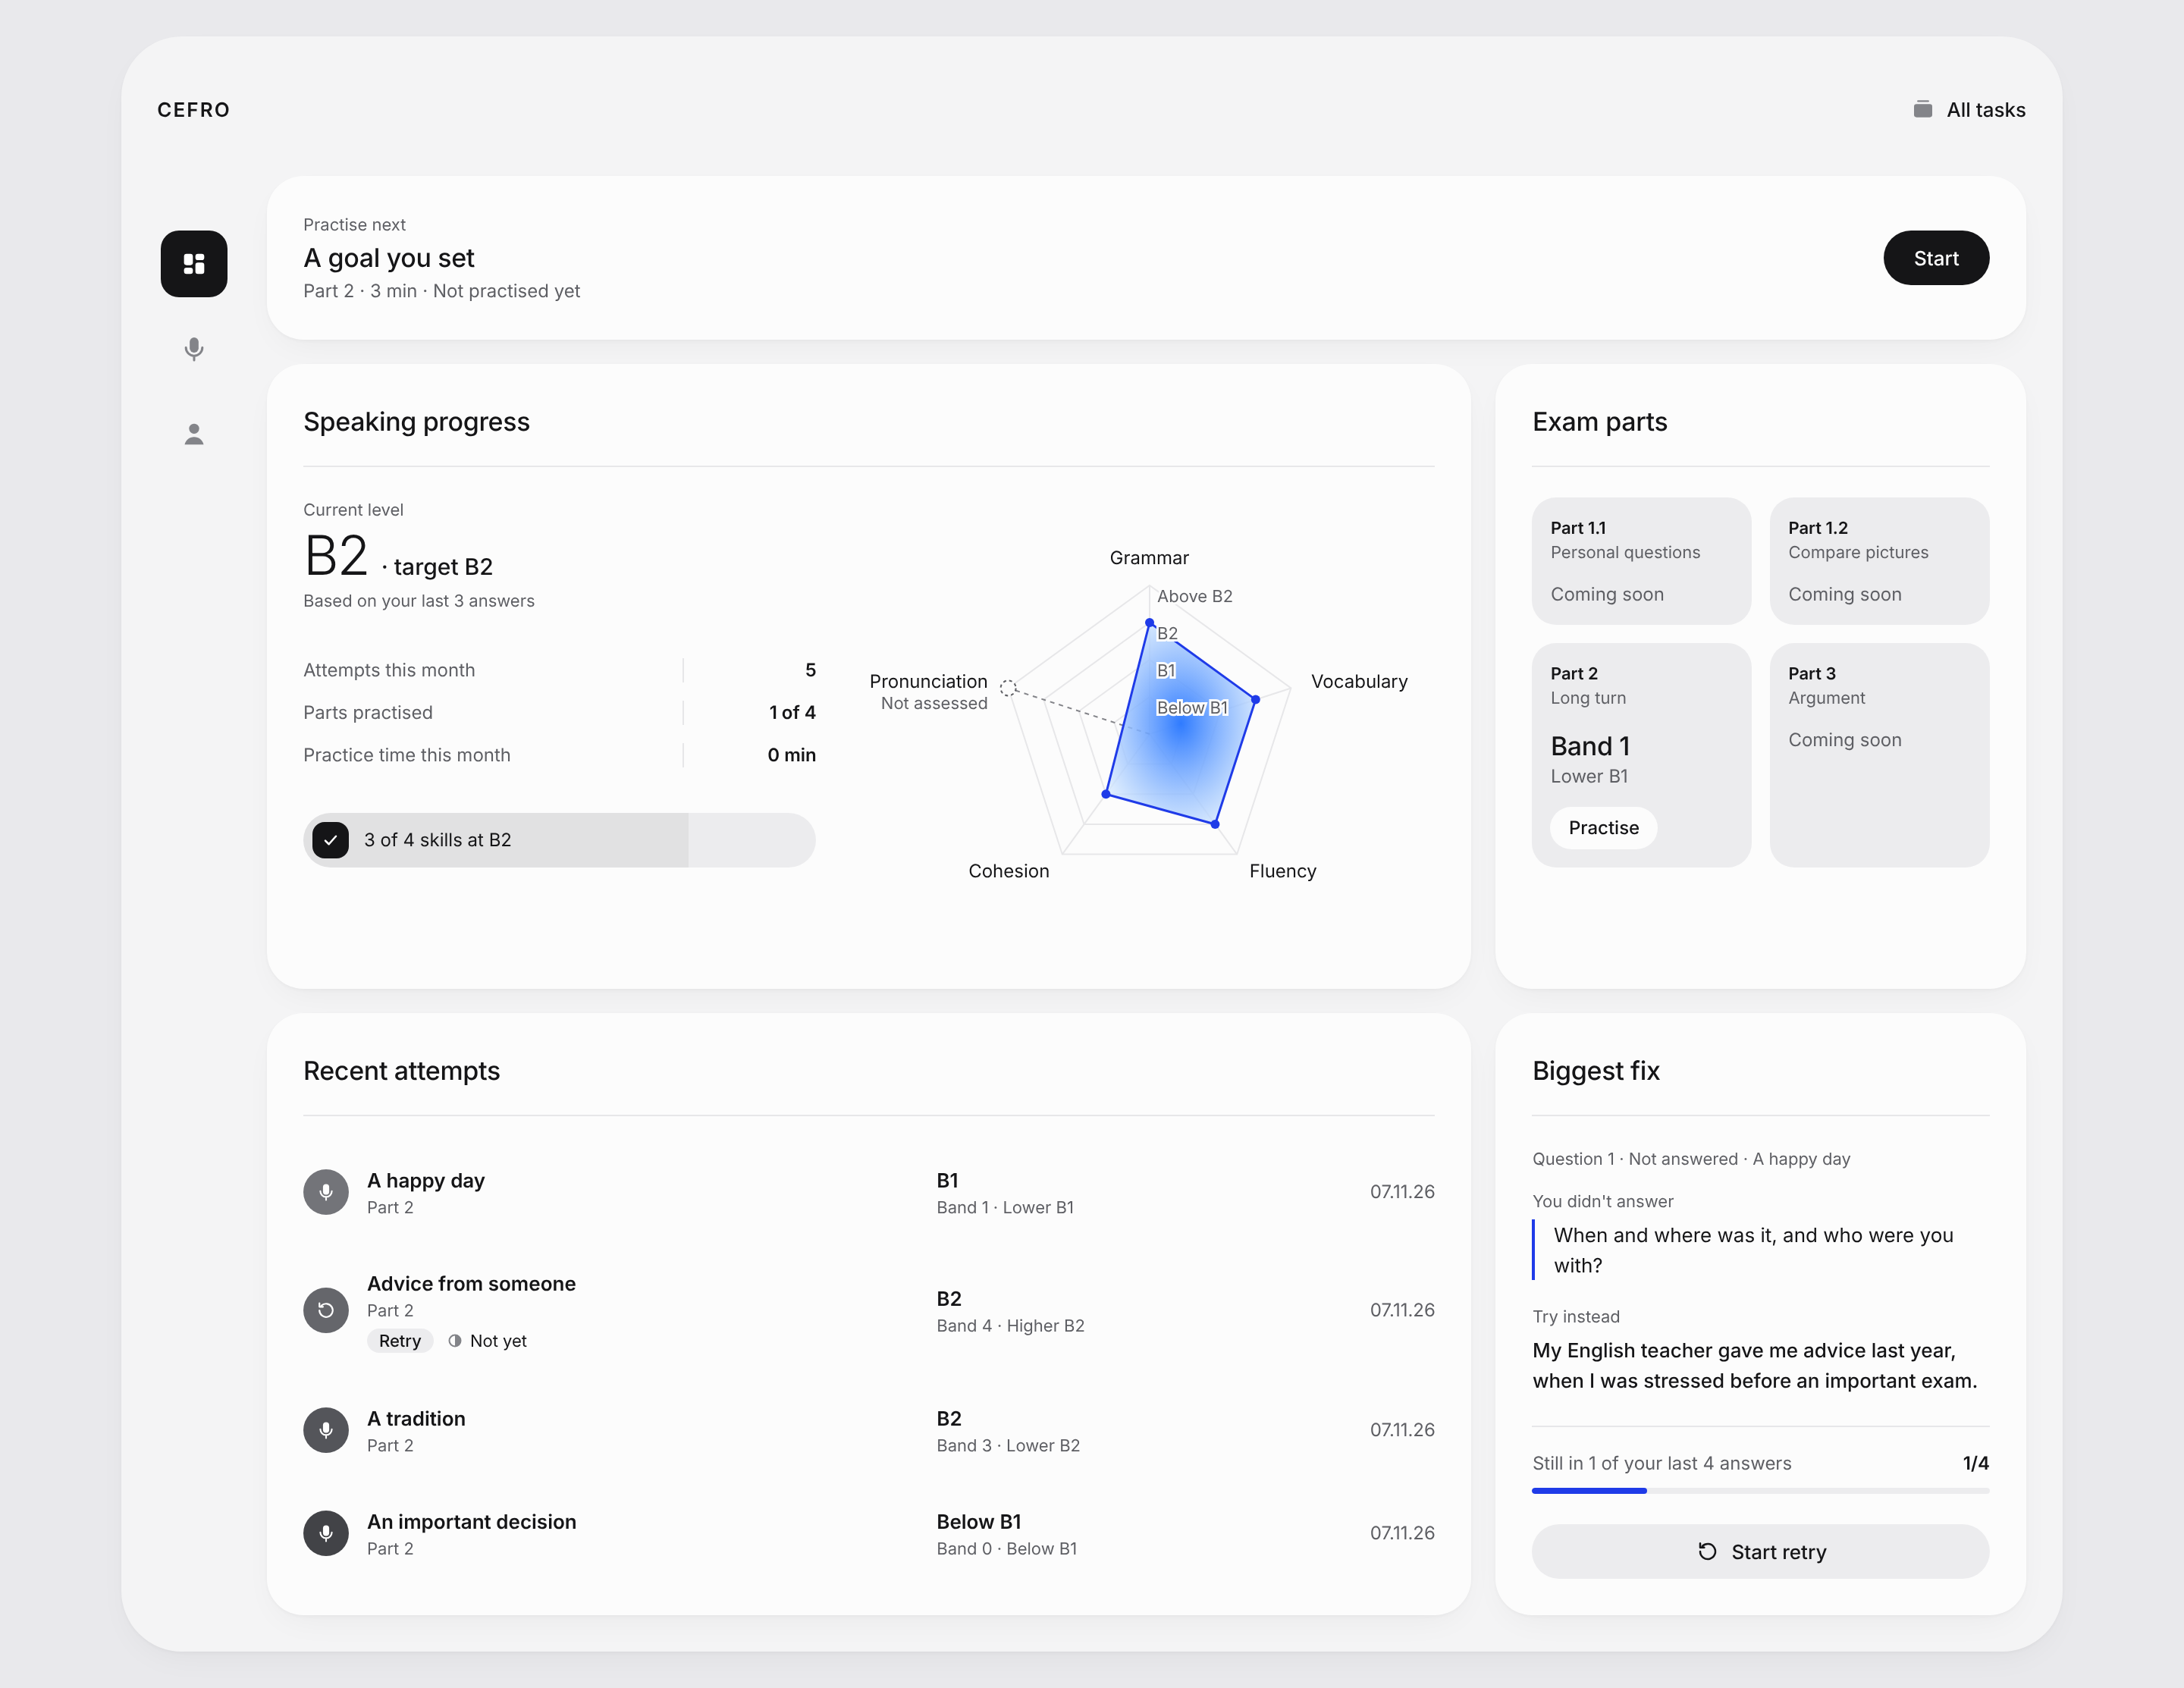 CEFRO
All tasks
Practise next
A goal you set
Part 2 · 3 min · Not practised yet
Start
Speaking progress
Current level
B2 · target B2
Based on your last 3 answers
Attempts this month 5
Parts practised 1 of 4
Practice time this month 0 min
3 of 4 skills at B2
Grammar
Above B2
B2
B1
Below B1
Pronunciation
Not assessed
Vocabulary
Cohesion
Fluency
Exam parts
Part 1.1
Personal questions
Coming soon
Part 1.2
Compare pictures
Coming soon
Part 2
Long turn
Band 1
Lower B1
Practise
Part 3
Argument
Coming soon
Recent attempts
A happy day
Part 2
B1
Band 1 · Lower B1
07.11.26
Advice from someone
Part 2
Retry Not yet
B2
Band 4 · Higher B2
07.11.26
A tradition
Part 2
B2
Band 3 · Lower B2
07.11.26
An important decision
Part 2
Below B1
Band 0 · Below B1
07.11.26
Biggest fix
Question 1 · Not answered · A happy day
You didn't answer
When and where was it, and who were you
with?
Try instead
My English teacher gave me advice last year,
when I was stressed before an important exam.
Still in 1 of your last 4 answers 1/4
Start retry